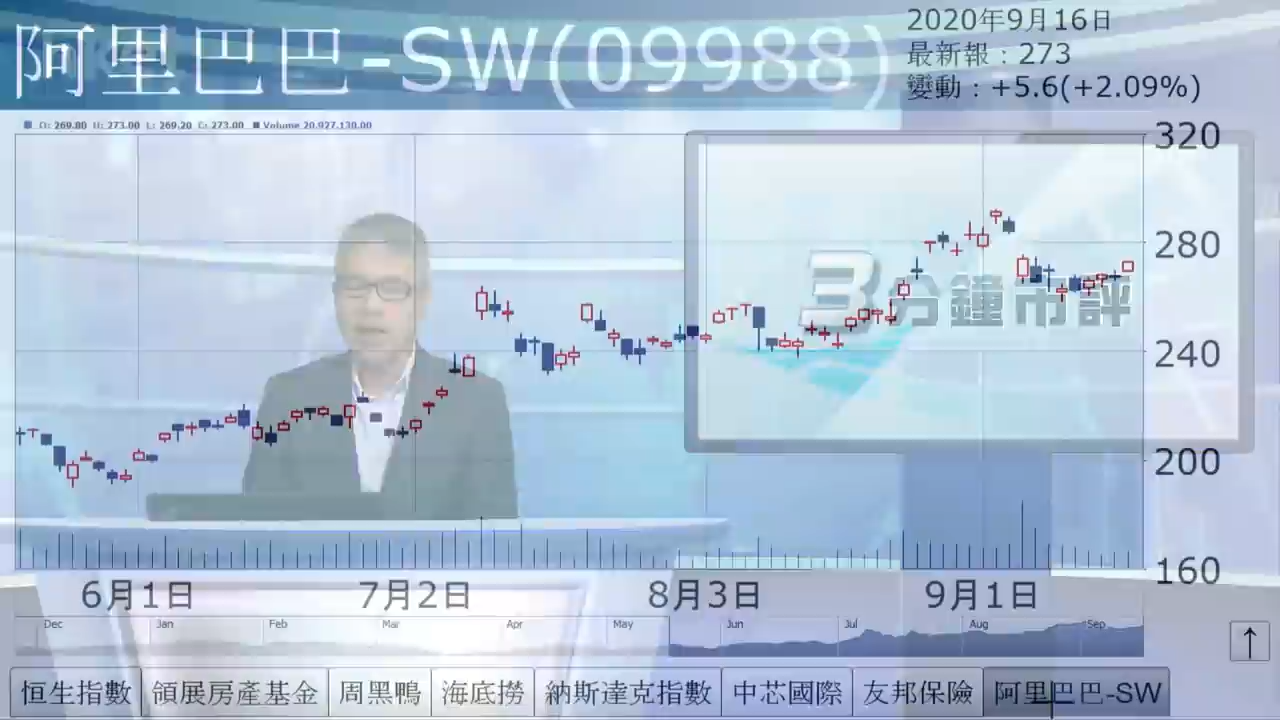 阿里巴巴-SW(09988)
2020年9月16日
最新報：273
變動：+5.6(+2.09%)
O: 269.80 H: 273.00 L: 269.20 C: 273.00 Volume 20,927,130.00
320
280
3分鐘市評
240
200
160
6月1日 7月2日 8月3日 9月1日
Dec Jan Feb Mar Apr May Jun Jul Aug Sep
恒生指數 領展房產基金 周黑鴨 海底撈 納斯達克指數 中芯國際 友邦保險 阿里巴巴-SW